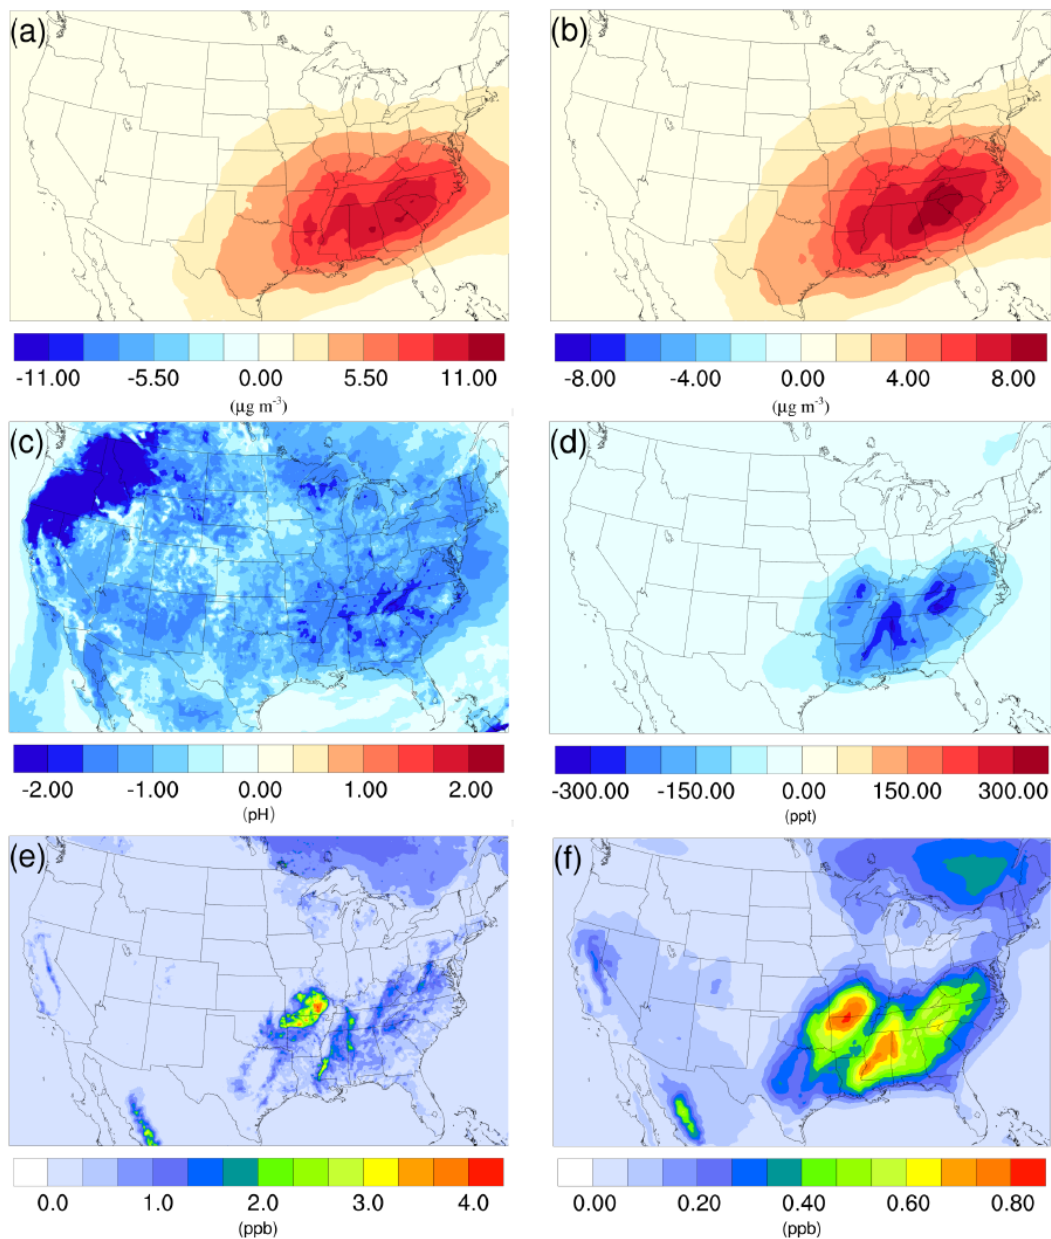 (a) (b)
-11.00 -5.50 0.00 5.50 11.00 -8.00 -4.00 0.00 4.00 8.00
(µg m-3) (µg m-3)
(c) (d)
-2.00 -1.00 0.00 1.00 2.00 -300.00 -150.00 0.00 150.00 300.00
(pH) (ppt)
(e) (f)
0.0 1.0 2.0 3.0 4.0 0.00 0.20 0.40 0.60 0.80
(ppb) (ppb)